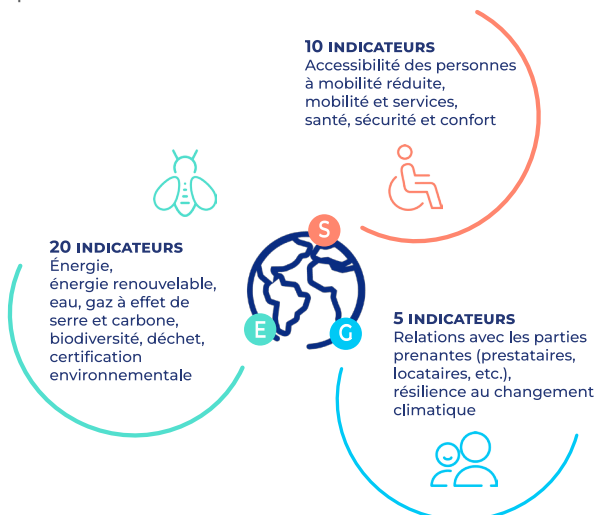 10 INDICATEURS
Accessibilité des personnes
à mobilité réduite,
mobilité et services,
santé, sécurité et confort
S
20 INDICATEURS
Énergie,
énergie renouvelable,
eau, gaz à effet de
serre et carbone,
biodiversité, déchet,
certification
environnementale
E
G
5 INDICATEURS
Relations avec les parties
prenantes (prestataires,
locataires, etc.),
résilience au changement
climatique